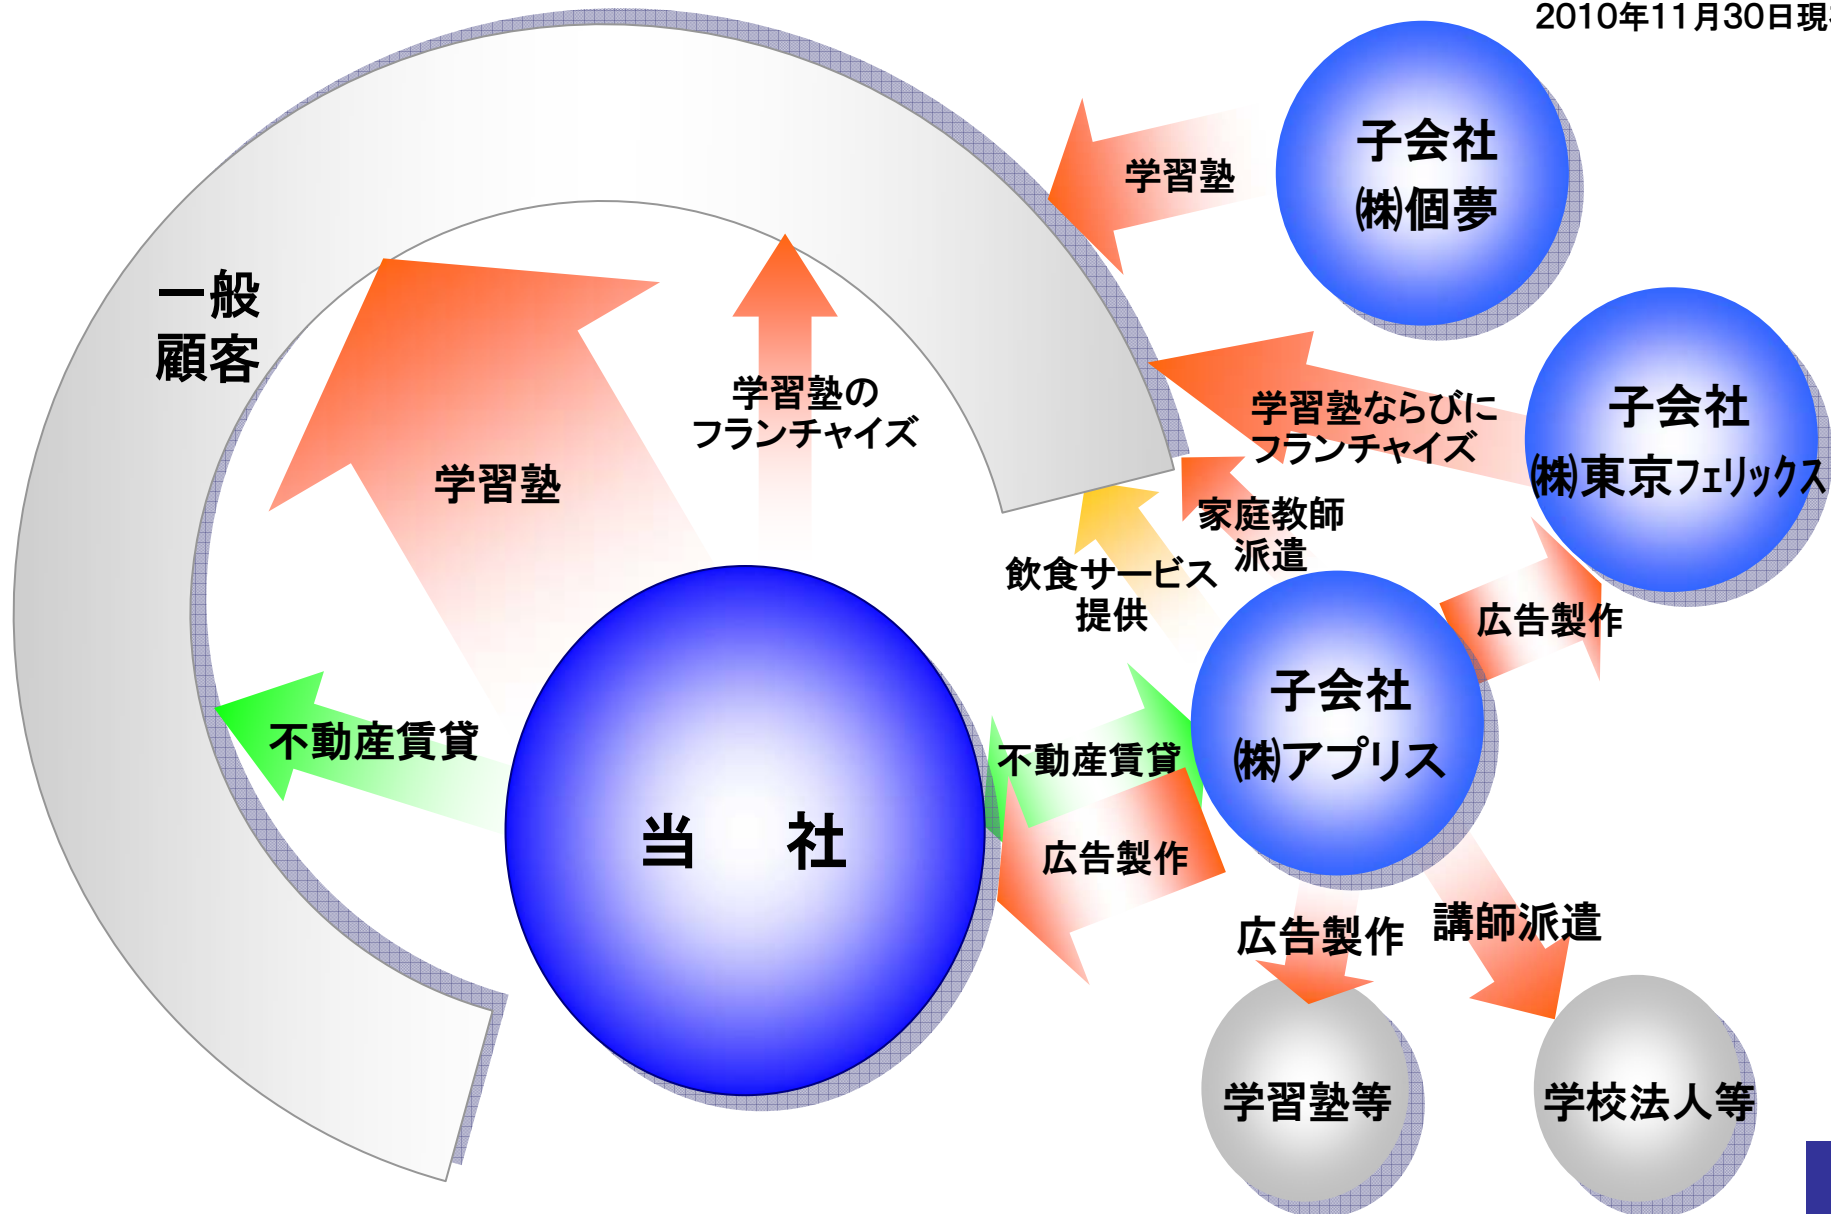 2010年11月30日現
子会社
㈱個夢
学習塾
一般
顧客
学習塾の
フランチャイズ
学習塾ならびに
フランチャイズ
子会社
㈱東京フェリックス
学習塾
家庭教師
派遣
飲食サービス
提供
広告製作
子会社
㈱アプリス
不動産賃貸
不動産賃貸
当 社
広告製作
広告製作
講師派遣
学習塾等
学校法人等